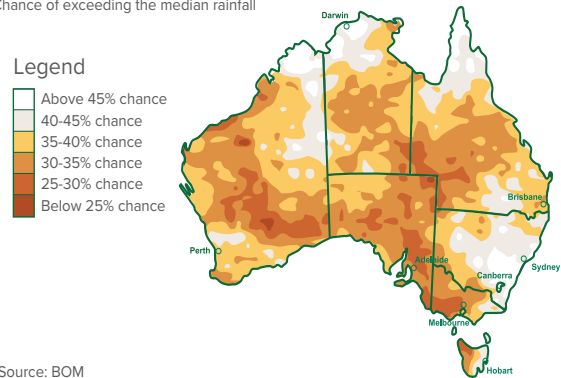 Chance of exceeding the median rainfall
Legend
Above 45% chance
40-45% chance
35-40% chance
30-35% chance
25-30% chance
Below 25% chance
Darwin
Brisbane
Perth
Adelaide
Sydney
Canberra
Melbourne
Hobart
Source: BOM